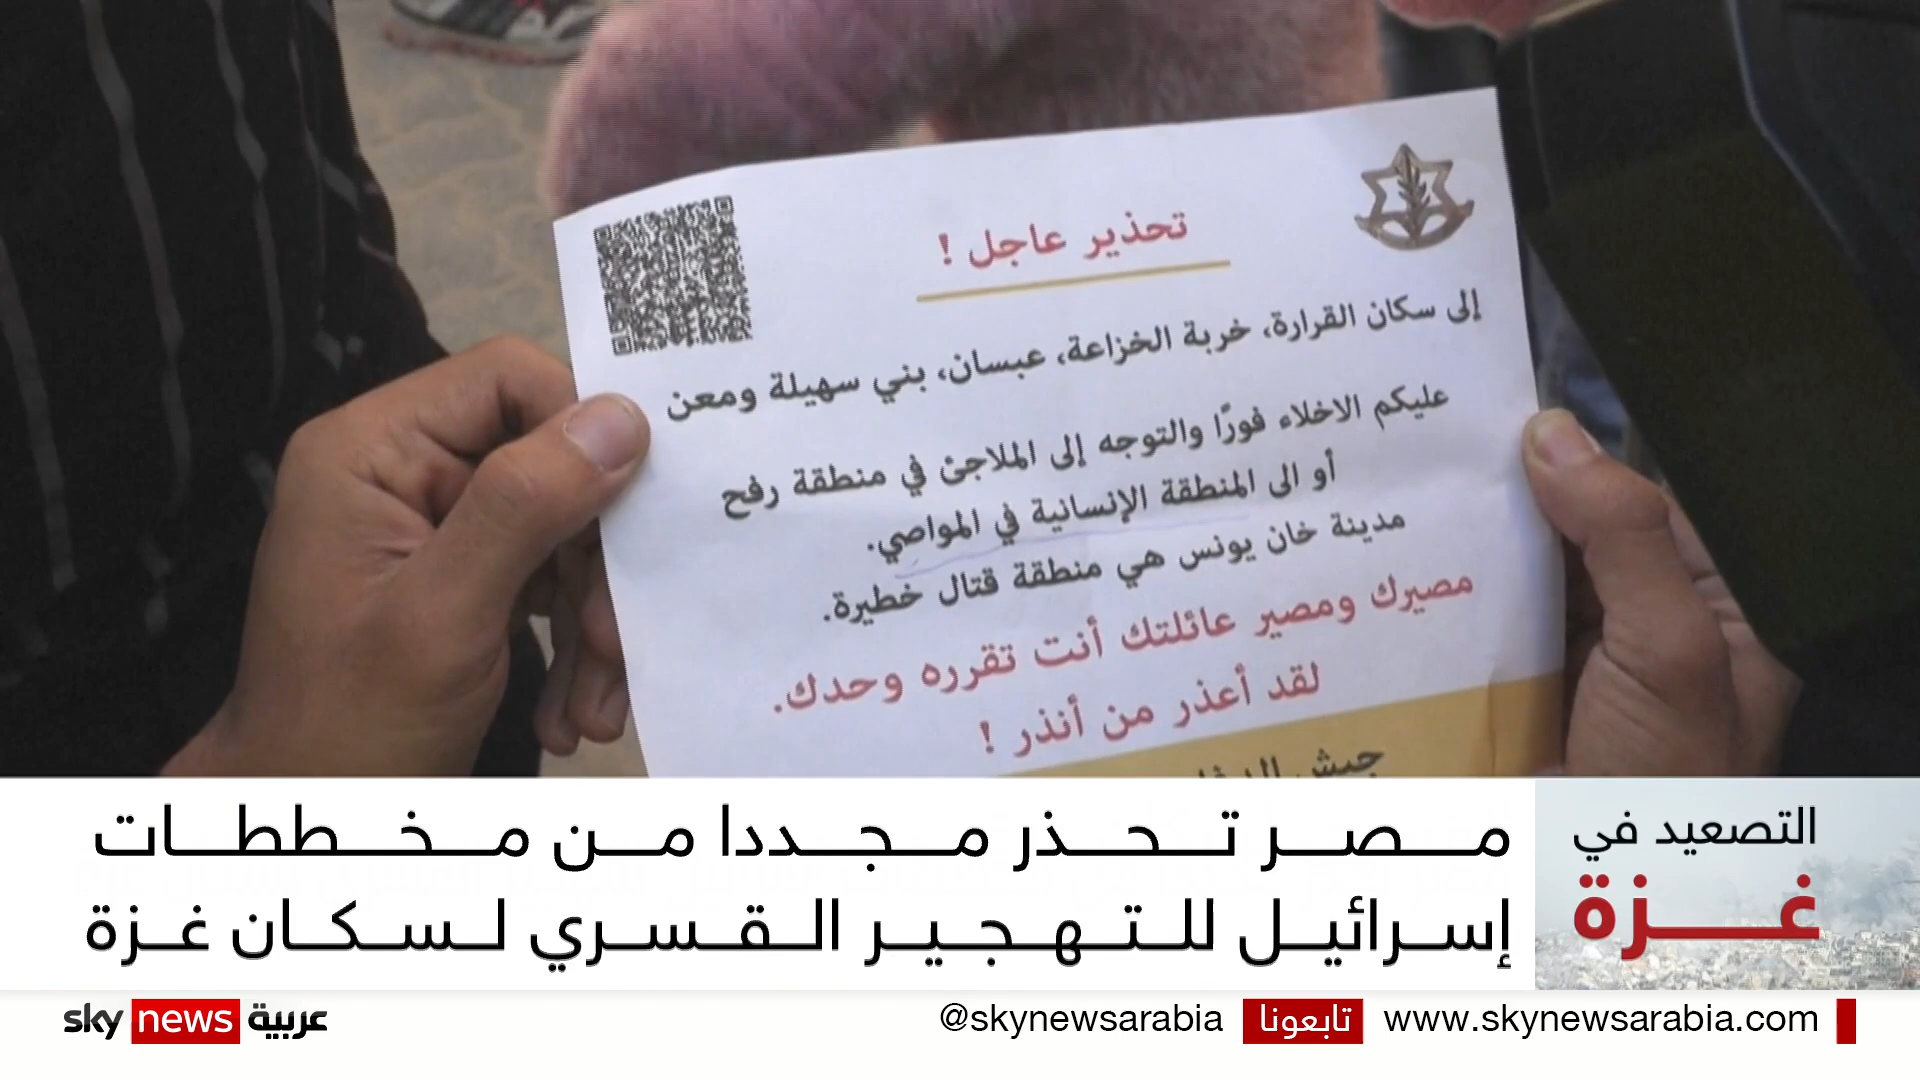 تحذير عاجل !
إلى سكان القرارة، خربة الخزاعة، عبسان، بني سهيلة ومعن
عليكم الاخلاء فورًا والتوجه إلى الملاجئ في منطقة رفح
أو الى المنطقة الإنسانية في المواصي.
مدينة خان يونس هي منطقة قتال خطيرة.
مصيرك ومصير عائلتك أنت تقرره وحدك.
لقد أعذر من أنذر !
جيش
التصعيد في
غزة
مصر تحذر مجددا من مخططات
إسرائيل للتهجير القسري لسكان غزة
sky news عربية
@skynewsarabia تابعونا www.skynewsarabia.com